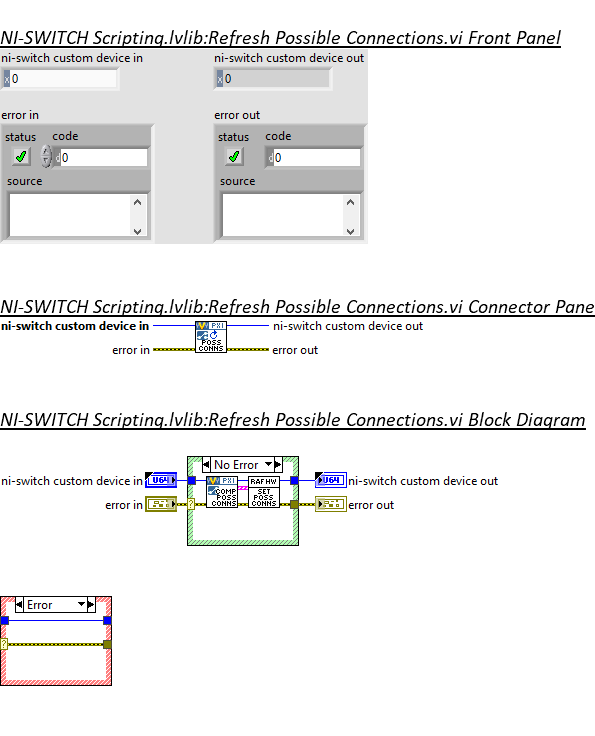 NI-SWITCH Scripting.lvlib:Refresh Possible Connections.vi Front Panel
ni-switch custom device in ni-switch custom device out
x 0 x 0
error in error out
status code status code
d 0 d 0
source source
NI-SWITCH Scripting.lvlib:Refresh Possible Connections.vi Connector Pane
ni-switch custom device in PXI ni-switch custom device out
error in POSS CONNS error out
NI-SWITCH Scripting.lvlib:Refresh Possible Connections.vi Block Diagram
No Error
ni-switch custom device in U64 PXI RAFHW U64 ni-switch custom device out
COMP POSS CONNS SET POSS CONNS
error in ? error out
Error
?